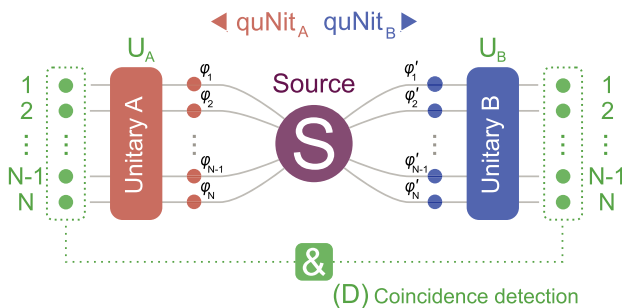 quNit_A quNit_B
U_A U_B
Source
S
Unitary A
Unitary B
1
2
N-1
N
φ_1
φ_2
φ_N-1
φ_N
φ'_1
φ'_2
φ'_N-1
φ'_N
1
2
N-1
N
&
(D) Coincidence detection